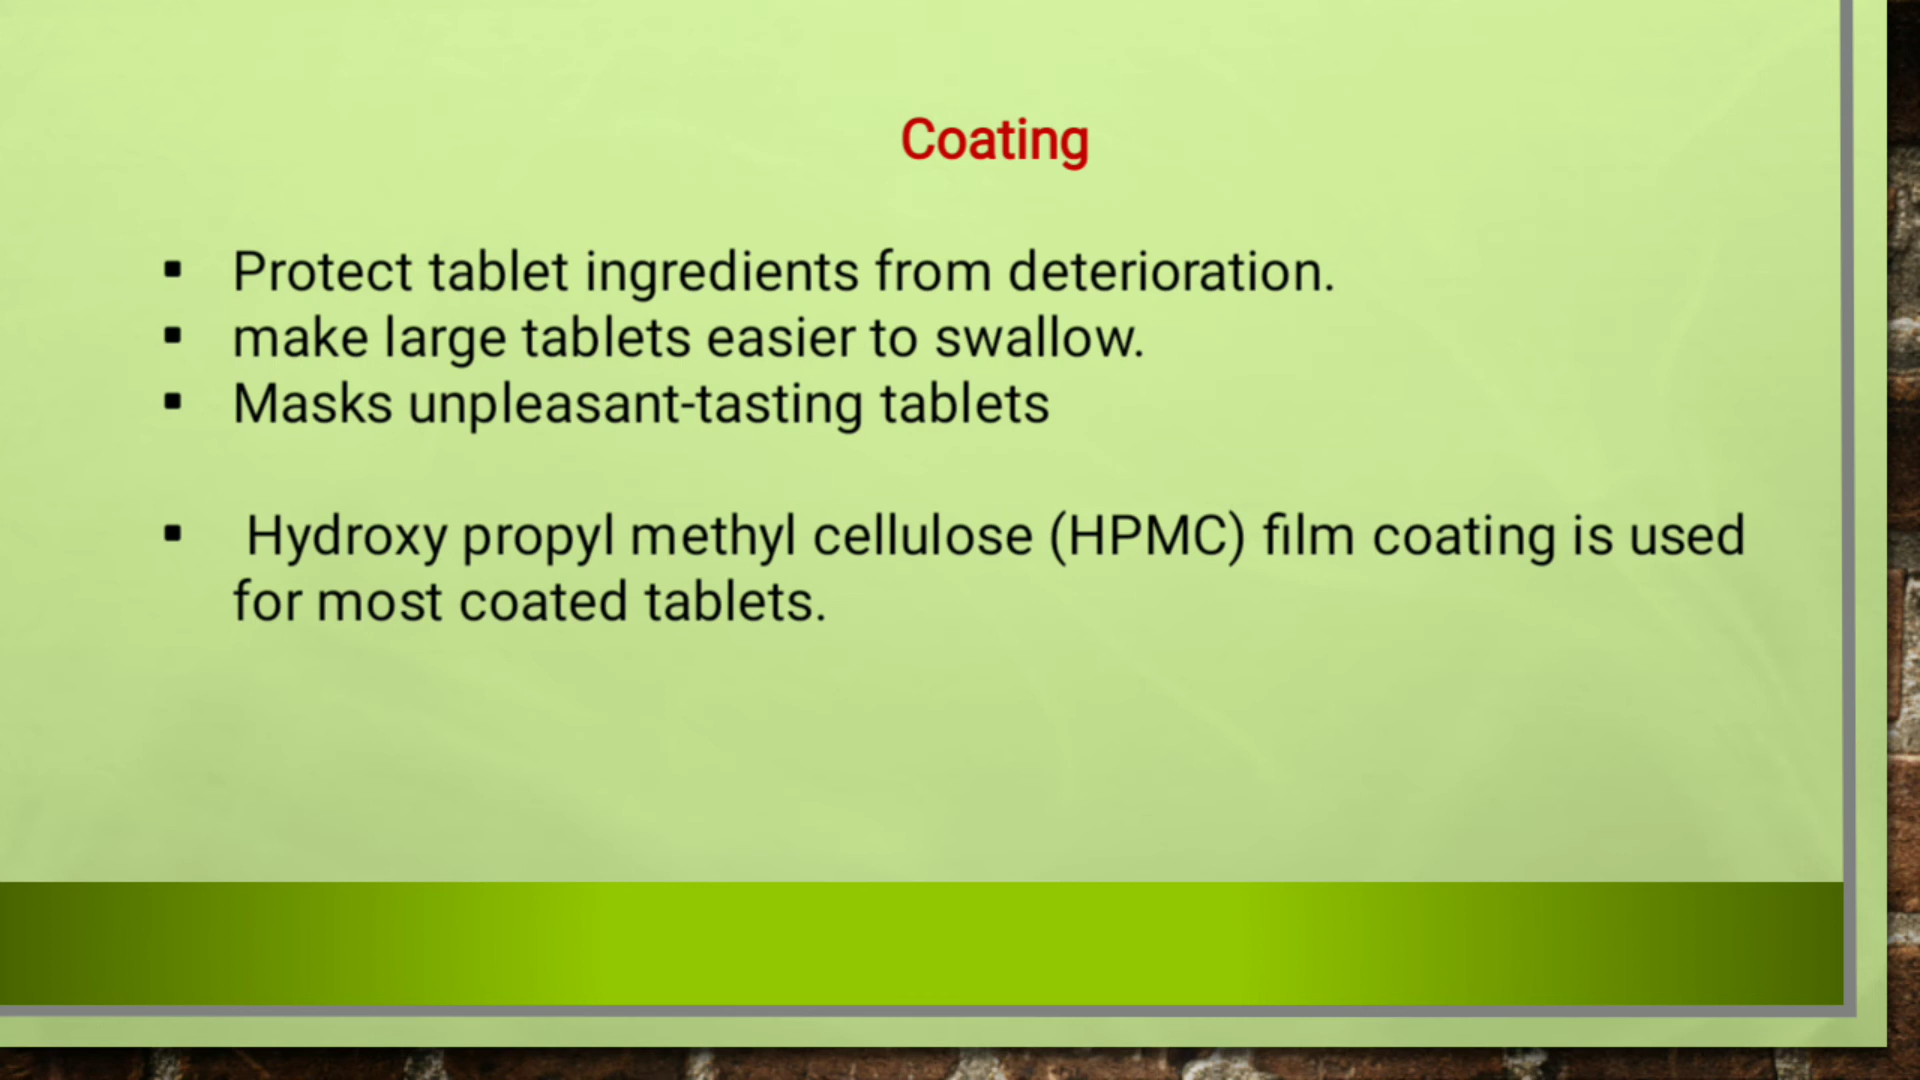 Coating
▪ Protect tablet ingredients from deterioration.
▪ make large tablets easier to swallow.
▪ Masks unpleasant-tasting tablets
▪ Hydroxy propyl methyl cellulose (HPMC) film coating is used
for most coated tablets.